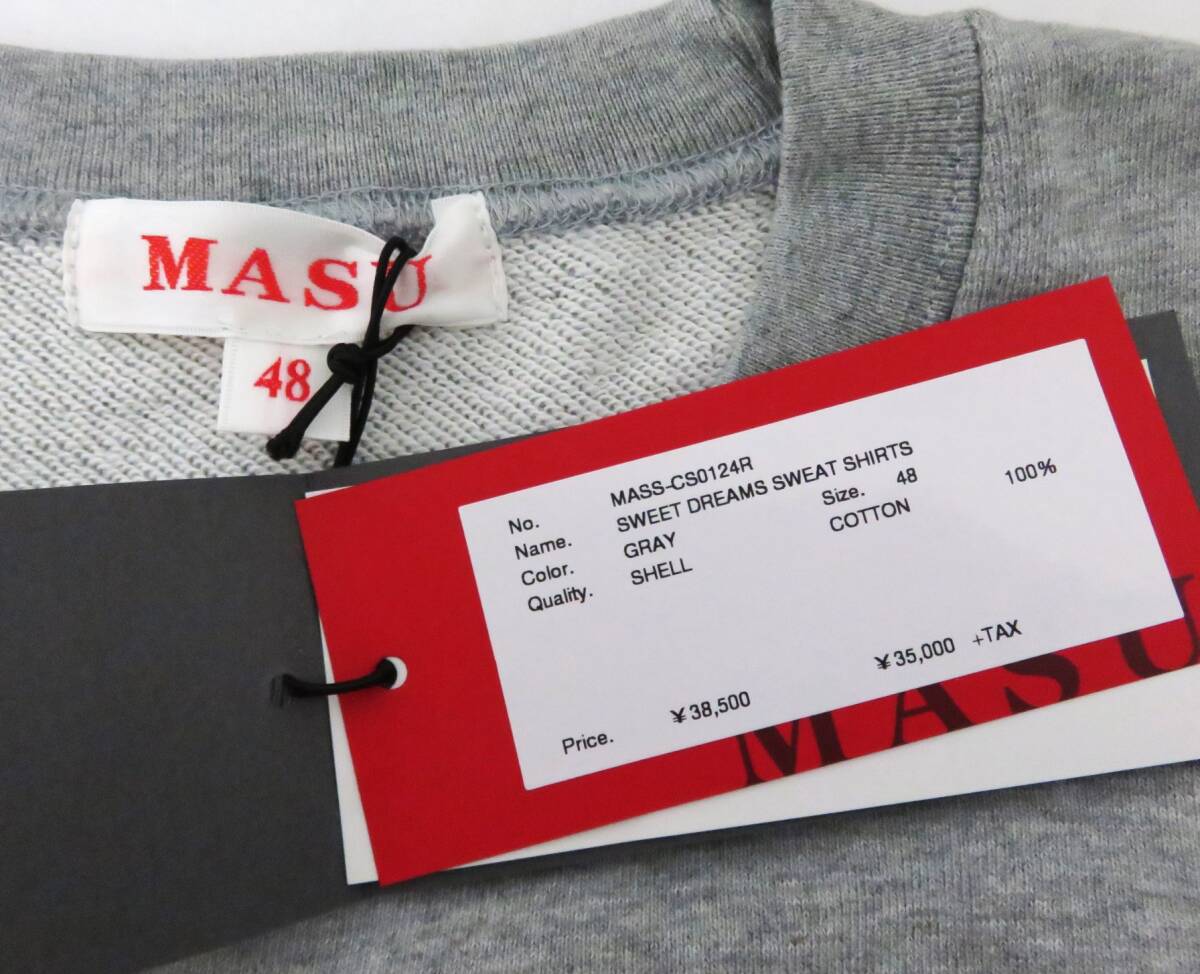 MASU
48
No. MASS-CS0124R
Name. SWEET DREAMS SWEAT SHIRTS
Color. GRAY Size. 48
Quality. SHELL COTTON 100%
¥35,000 +TAX
Price. ¥38,500
MASU